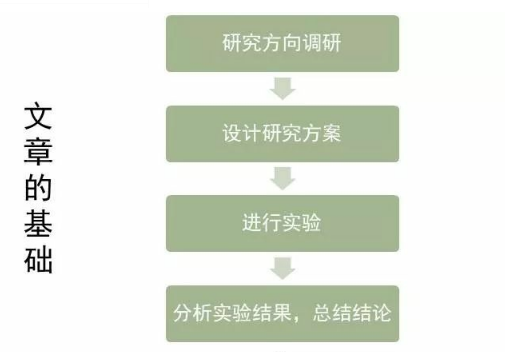 文章的基础
研究方向调研
设计研究方案
进行实验
分析实验结果，总结结论